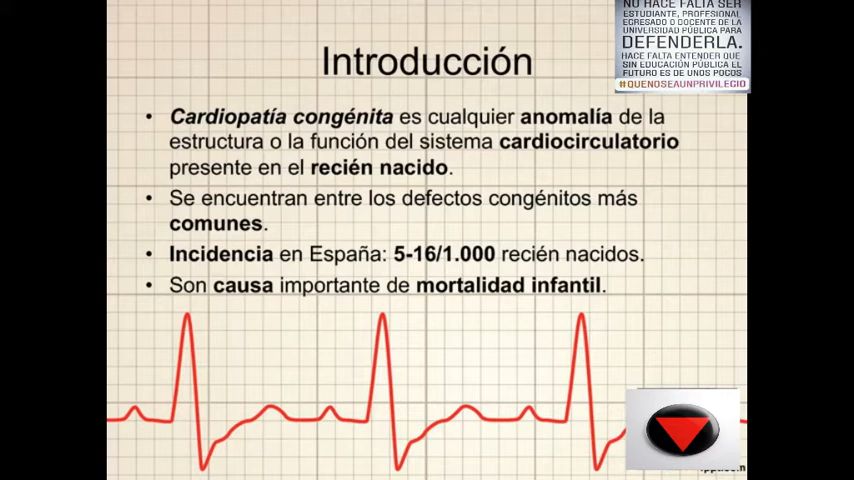 NO HACE FALTA SER
ESTUDIANTE, PROFESIONAL
EGRESADO O DOCENTE DE LA
UNIVERSIDAD PÚBLICA PARA
DEFENDERLA.
HACE FALTA ENTENDER QUE
SIN EDUCACIÓN PÚBLICA EL
FUTURO ES DE UNOS POCOS
#QUENOSEAUNPRIVILEGIO
Introducción
• Cardiopatía congénita es cualquier anomalía de la
estructura o la función del sistema cardiocirculatorio
presente en el recién nacido.
• Se encuentran entre los defectos congénitos más
comunes.
• Incidencia en España: 5-16/1.000 recién nacidos.
• Son causa importante de mortalidad infantil.